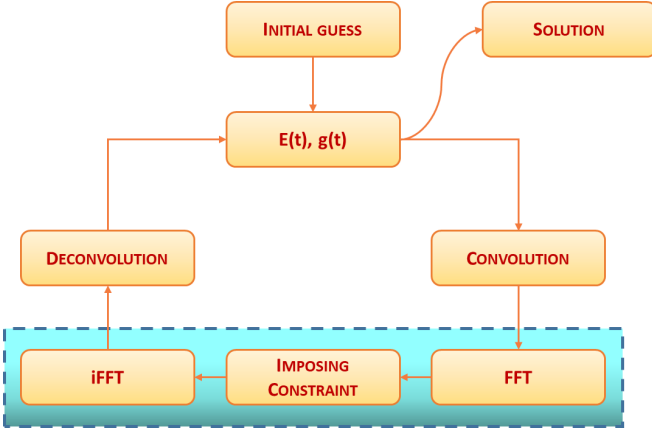 INITIAL GUESS
SOLUTION
E(t), g(t)
DECONVOLUTION
CONVOLUTION
iFFT
IMPOSING
CONSTRAINT
FFT